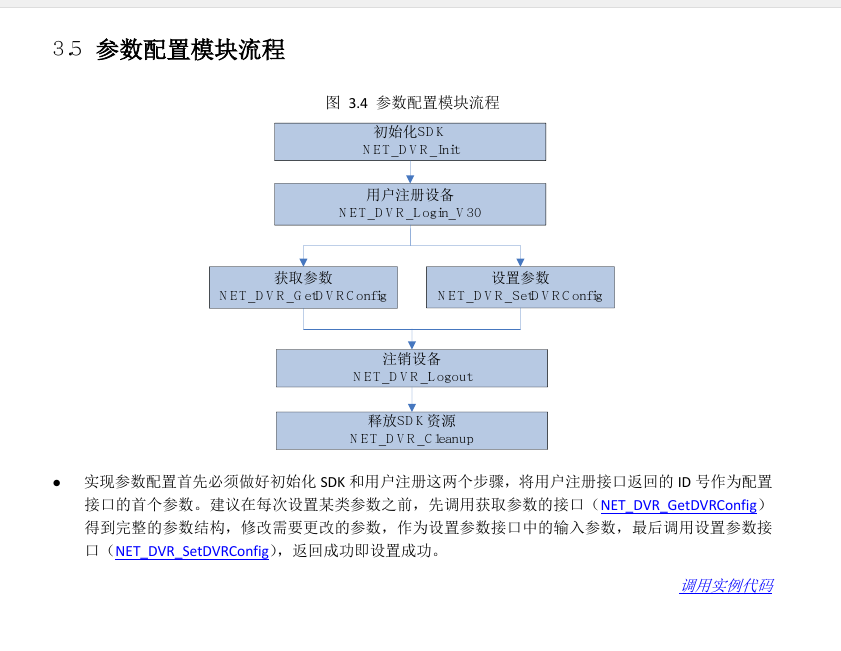 3.5 参数配置模块流程
图 3.4 参数配置模块流程
初始化SDK
NET_DVR_Init
用户注册设备
NET_DVR_Login_V30
获取参数
NET_DVR_GetDVRConfig
设置参数
NET_DVR_SetDVRConfig
注销设备
NET_DVR_Logout
释放SDK资源
NET_DVR_Cleanup
● 实现参数配置首先必须做好初始化 SDK 和用户注册这两个步骤，将用户注册接口返回的 ID 号作为配置
接口的首个参数。建议在每次设置某类参数之前，先调用获取参数的接口（NET_DVR_GetDVRConfig）
得到完整的参数结构，修改需要更改的参数，作为设置参数接口中的输入参数，最后调用设置参数接
口（NET_DVR_SetDVRConfig），返回成功即设置成功。
调用实例代码